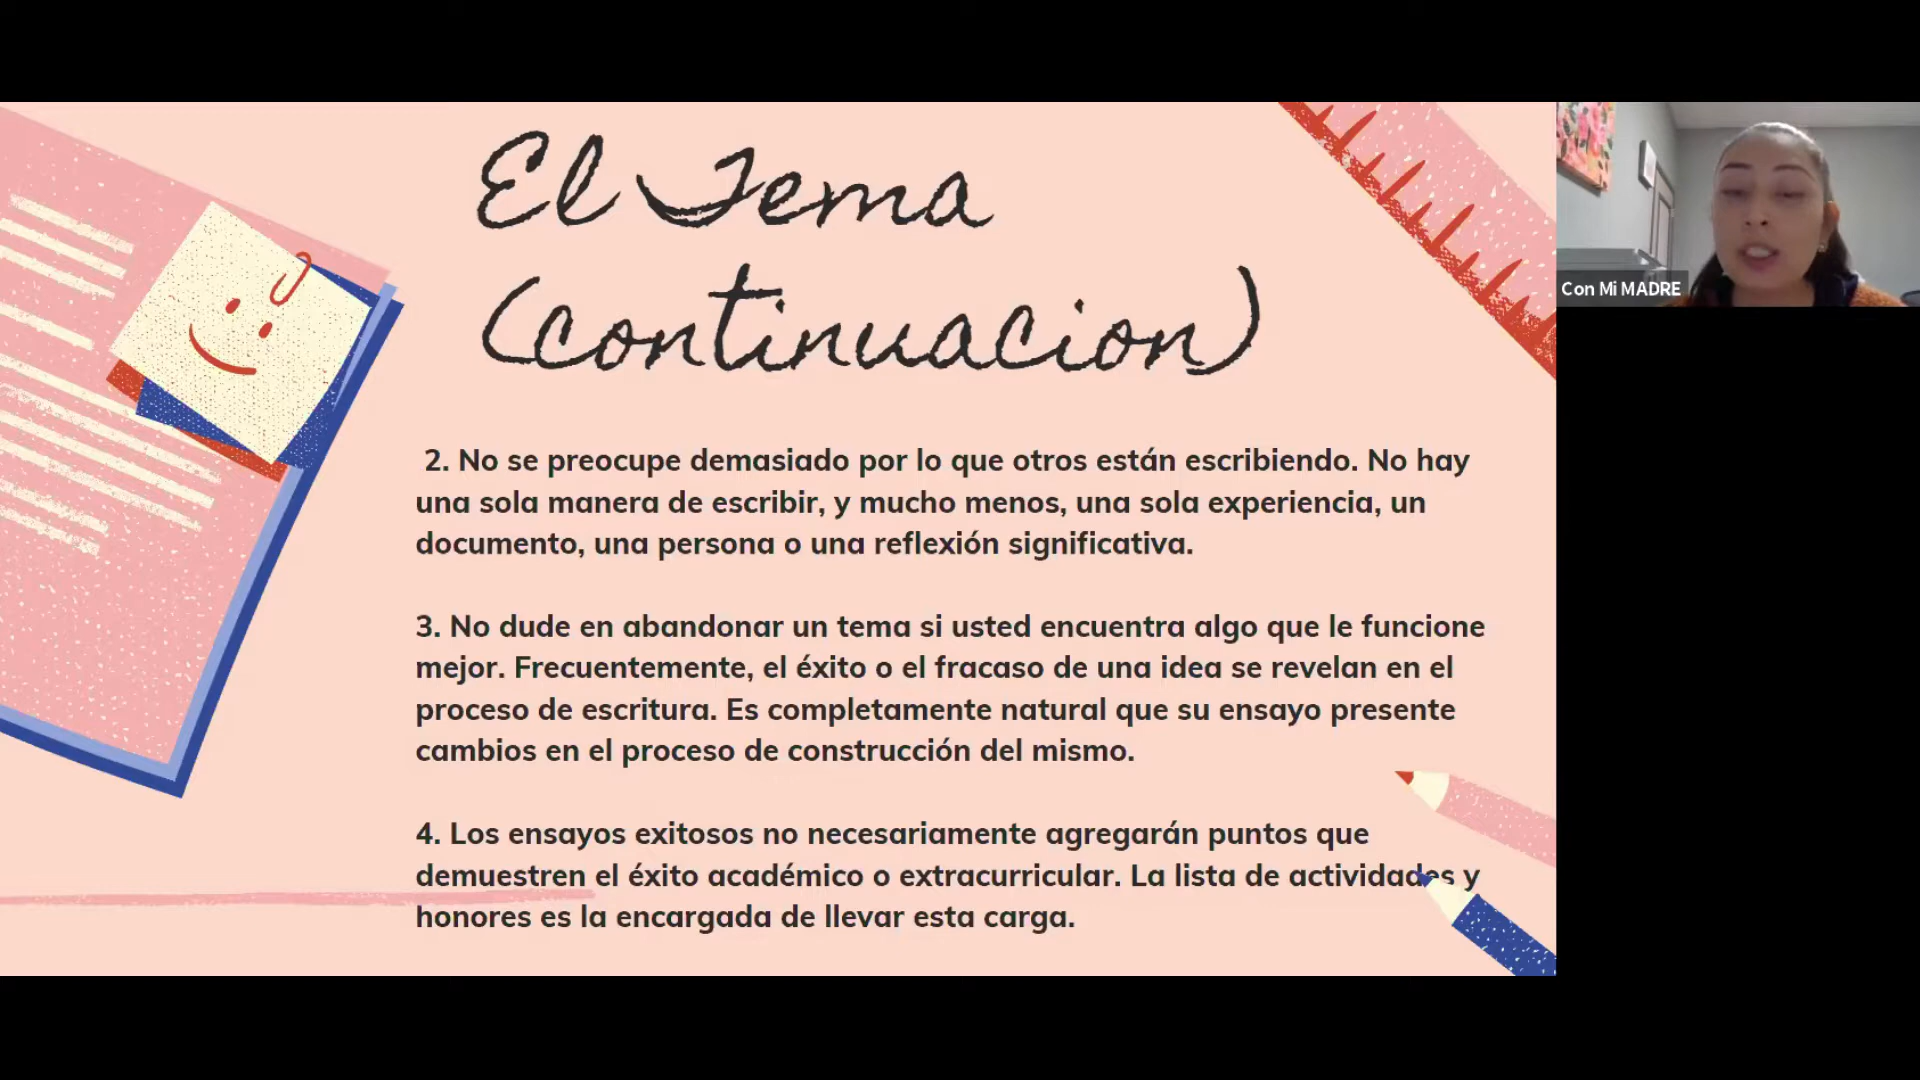 El Tema
(continuacion)
2. No se preocupe demasiado por lo que otros están escribiendo. No hay
una sola manera de escribir, y mucho menos, una sola experiencia, un
documento, una persona o una reflexión significativa.
3. No dude en abandonar un tema si usted encuentra algo que le funcione
mejor. Frecuentemente, el éxito o el fracaso de una idea se revelan en el
proceso de escritura. Es completamente natural que su ensayo presente
cambios en el proceso de construcción del mismo.
4. Los ensayos exitosos no necesariamente agregarán puntos que
demuestren el éxito académico o extracurricular. La lista de actividades y
honores es la encargada de llevar esta carga.
Con Mi MADRE